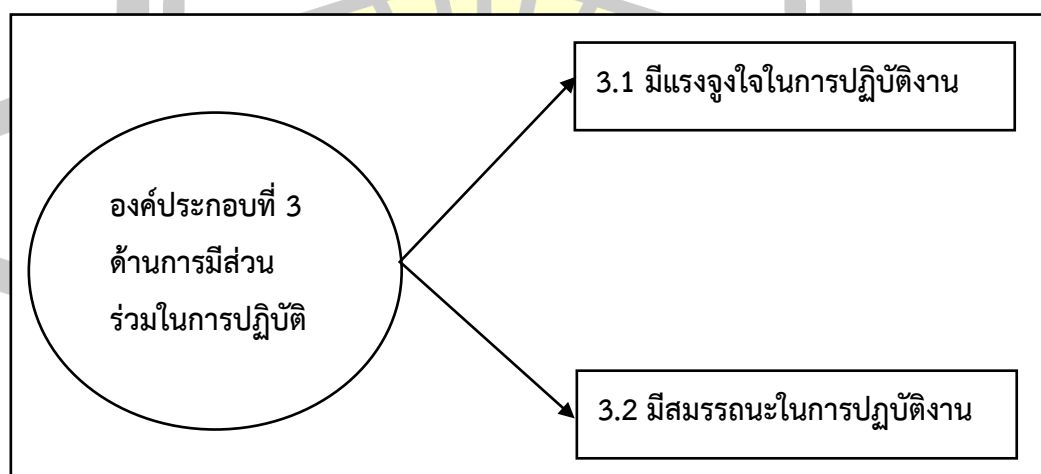 3.1 มีแรงจูงใจในการปฏิบัติงาน
องค์ประกอบที่ 3
ด้านการมีส่วน
ร่วมในการปฏิบัติ
3.2 มีสมรรถนะในการปฏบัติงาน